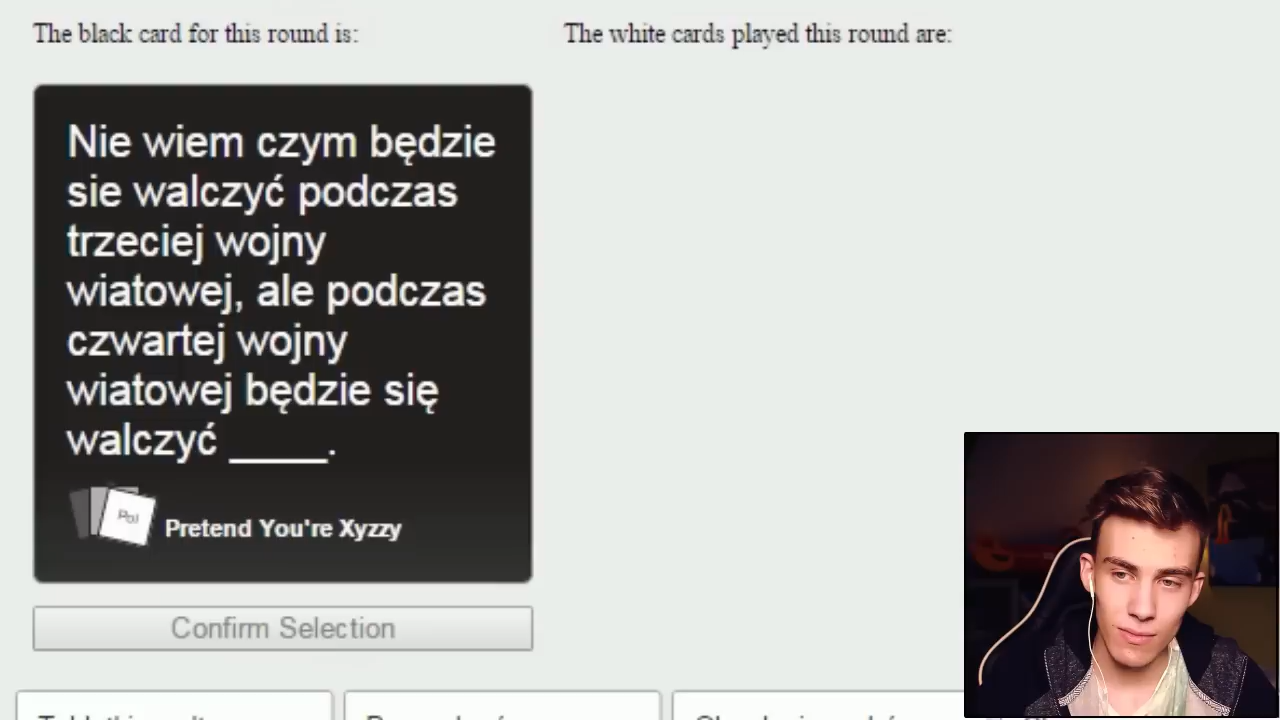 The black card for this round is:
The white cards played this round are:
Nie wiem czym będzie
sie walczyć podczas
trzeciej wojny
wiatowej, ale podczas
czwartej wojny
wiatowej będzie się
walczyć ____.
Pol
Pretend You're Xyzzy
Confirm Selection